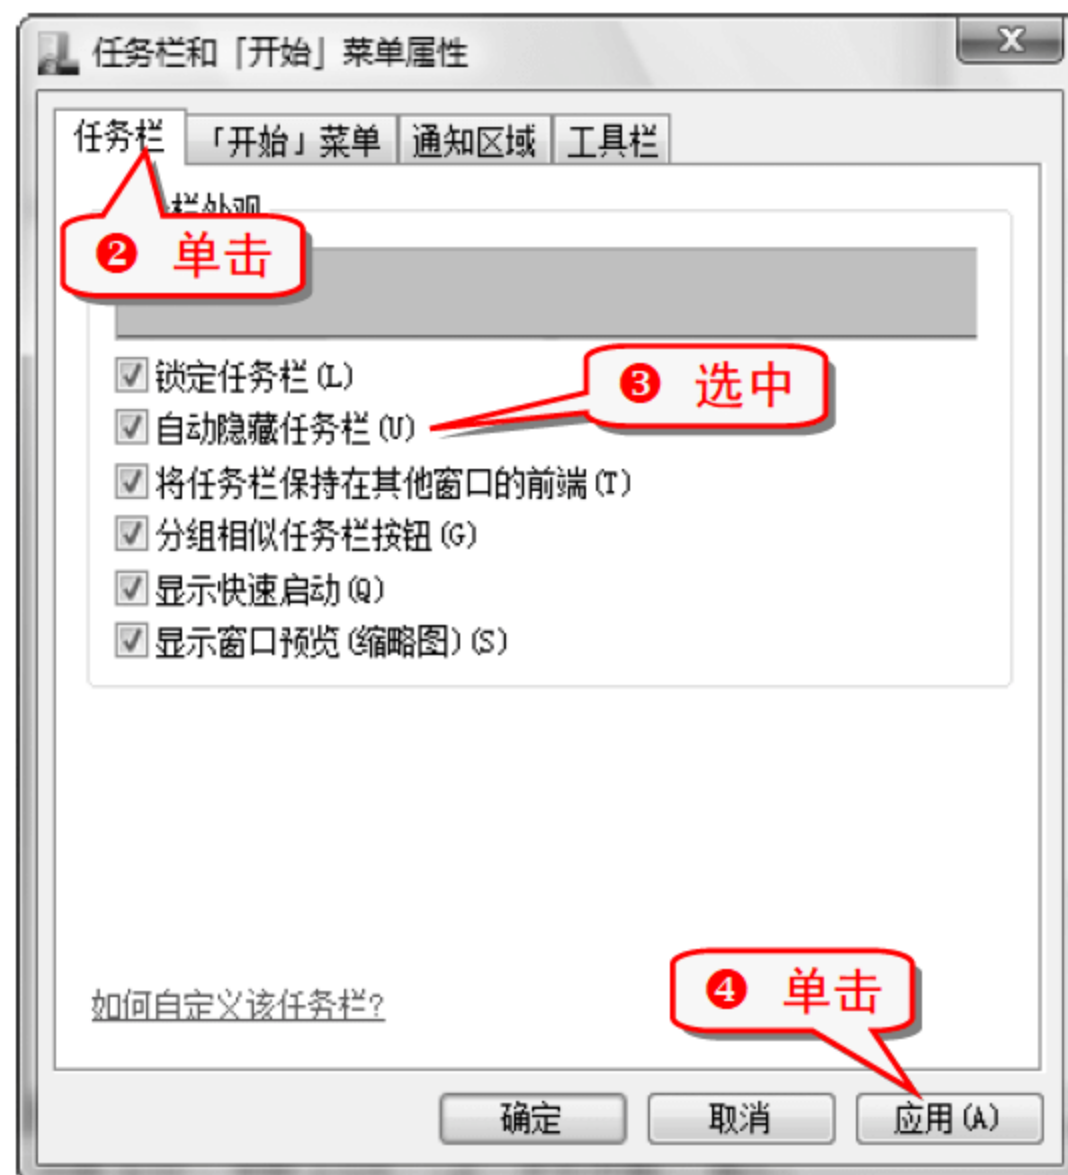 任务栏和「开始」菜单属性
X
任务栏 「开始」菜单 通知区域 工具栏
栏外观
❷ 单击
锁定任务栏(L)
❸ 选中
自动隐藏任务栏(U)
将任务栏保持在其他窗口的前端(T)
分组相似任务栏按钮(G)
显示快速启动(Q)
显示窗口预览(缩略图)(S)
❹ 单击
如何自定义该任务栏?
确定 取消 应用(A)